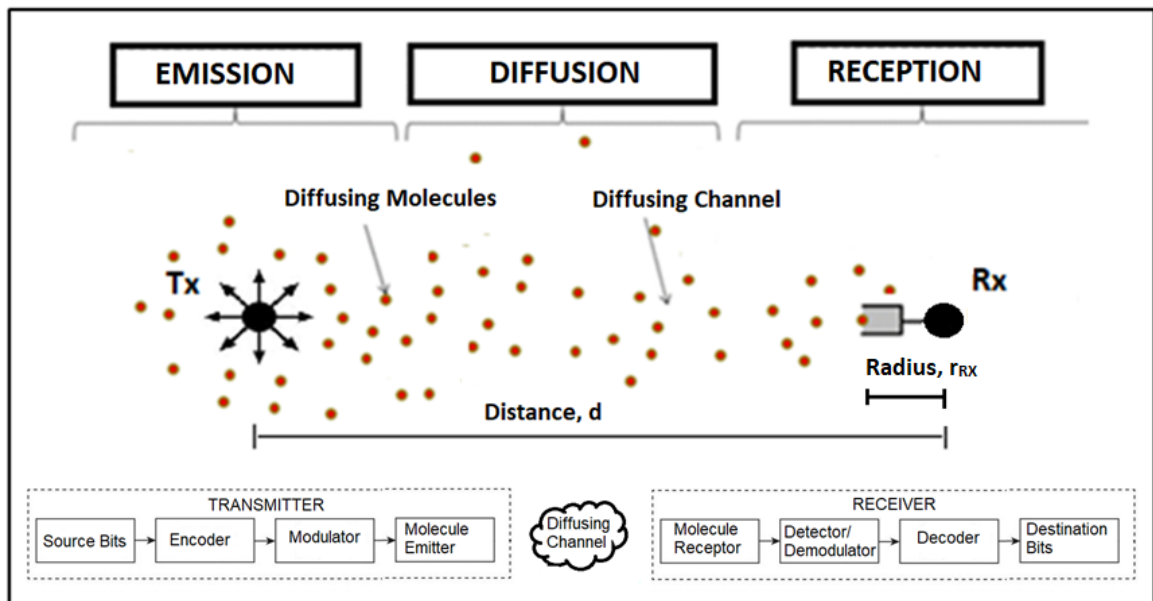 EMISSION
DIFFUSION
RECEPTION
Diffusing Molecules
Diffusing Channel
Tx
Rx
Radius, rRX
Distance, d
TRANSMITTER
Source Bits
Encoder
Modulator
Molecule
Emitter
Diffusing
Channel
RECEIVER
Molecule
Receptor
Detector/
Demodulator
Decoder
Destination
Bits